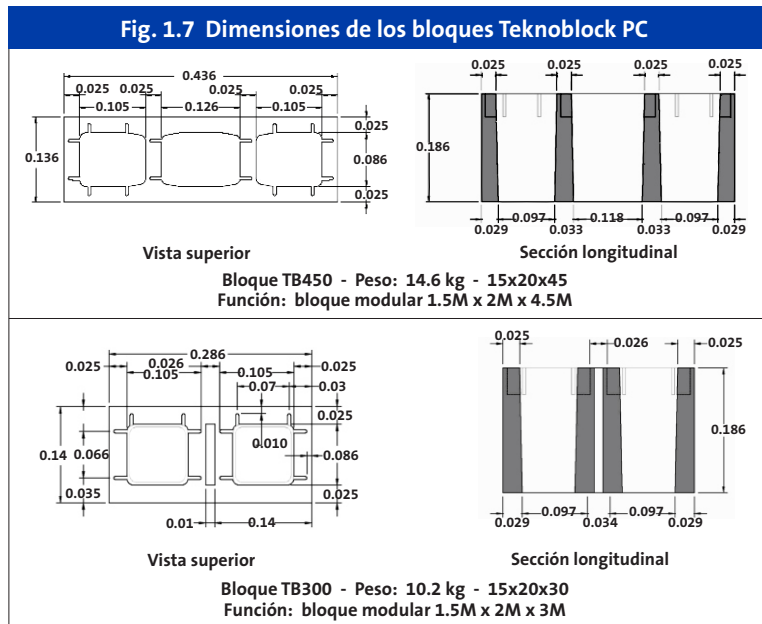 Fig. 1.7 Dimensiones de los bloques Teknoblock PC
0.436
0.025 0.025 0.025 0.025
0.105 0.126 0.105
0.136
0.025
0.086
0.025
Vista superior
0.025 0.025 0.025 0.025
0.186
0.097 0.118 0.097
0.029 0.033 0.033 0.029
Sección longitudinal
Bloque TB450 - Peso: 14.6 kg - 15x20x45
Función: bloque modular 1.5M x 2M x 4.5M
0.286
0.025 0.026 0.025
0.105 0.105
0.07 0.03
0.025
0.14 0.066 0.010 0.086
0.035 0.025
0.01 0.14
Vista superior
0.025 0.026 0.025
0.186
0.097 0.097
0.029 0.034 0.029
Sección longitudinal
Bloque TB300 - Peso: 10.2 kg - 15x20x30
Función: bloque modular 1.5M x 2M x 3M